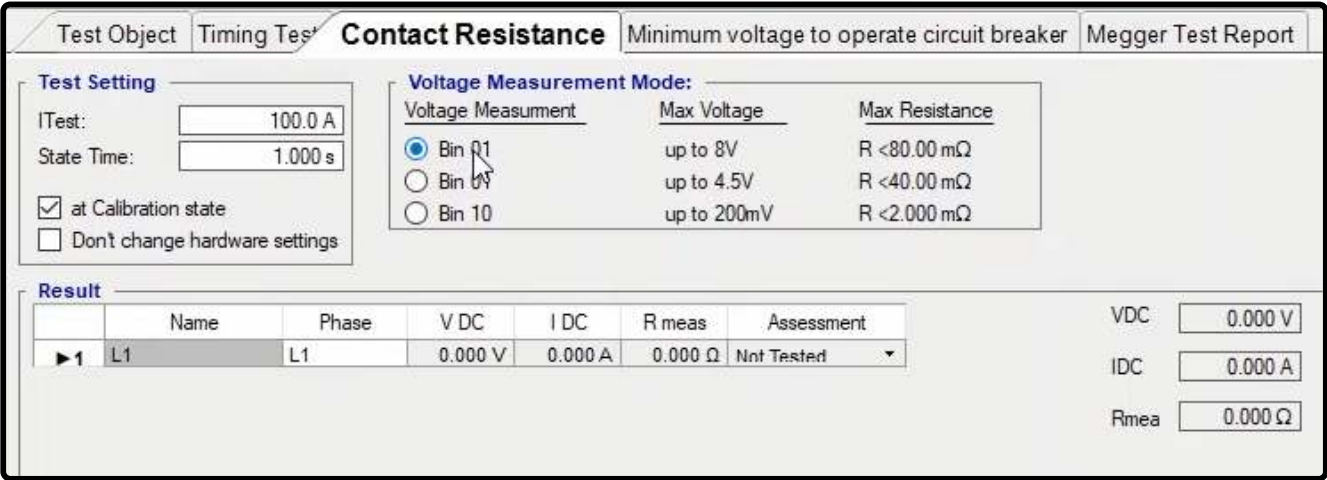 Test Object Timing Test Contact Resistance Minimum voltage to operate circuit breaker Megger Test Report
Test Setting
ITest: 100.0 A
State Time: 1.000 s
at Calibration state
Don't change hardware settings
Voltage Measurement Mode:
Voltage Measurment Max Voltage Max Resistance
Bin 01 up to 8V R <80.00 mΩ
Bin up to 4.5V R <40.00 mΩ
Bin 10 up to 200mV R <2.000 mΩ
Result
Name Phase V DC I DC R meas Assessment
►1 L1 L1 0.000 V 0.000 A 0.000 Ω Not Tested
VDC 0.000 V
IDC 0.000 A
Rmea 0.000 Ω